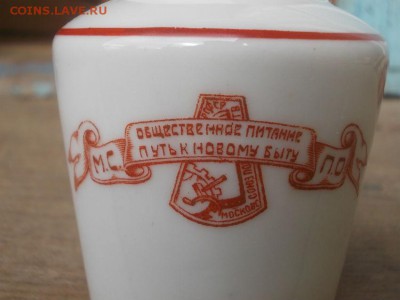 COINS.LAVE.RU
ОБЩЕСТВЕННОЕ ПИТАНИЕ
ПУТЬ К НОВОМУ БЫТУ
М.С. П.О